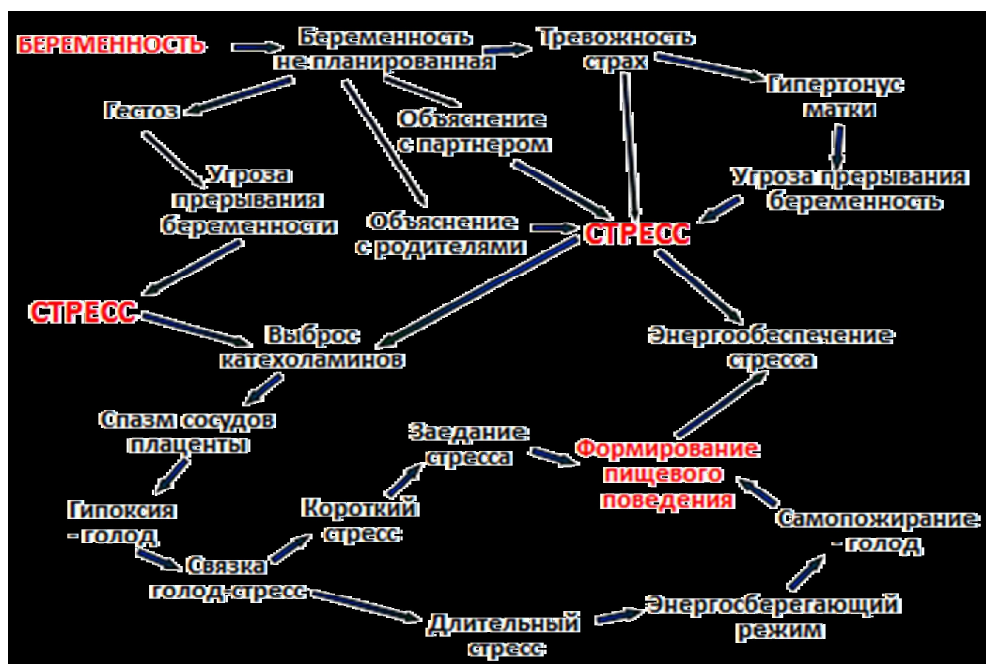 БЕРЕМЕННОСТЬ
Беременность
не планированная
Тревожность
страх
Гипертонус
матки
Гестоз
Объяснение
с партнером
Угроза
прерывания
беременности
Угроза прерывания
беременность
Объяснение
с родителями
СТРЕСС
СТРЕСС
Выброс
катехоламинов
Энергообеспечение
стресса
Спазм сосудов
плаценты
Заедание
стресса
Формирование
пищевого
поведения
Гипоксия
- голод
Короткий
стресс
Самопожирание
- голод
Связка
голод-стресс
Длительный
стресс
Энергосберегающий
режим